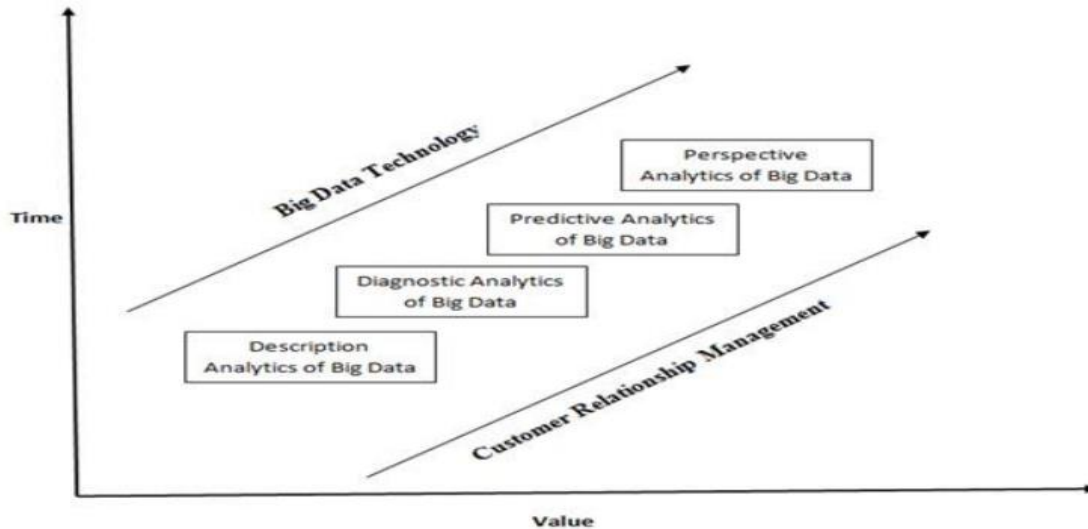 Big Data Technology
Perspective
Analytics of Big Data
Time
Predictive Analytics
of Big Data
Diagnostic Analytics
of Big Data
Description
Analytics of Big Data
Customer Relationship Management
Value